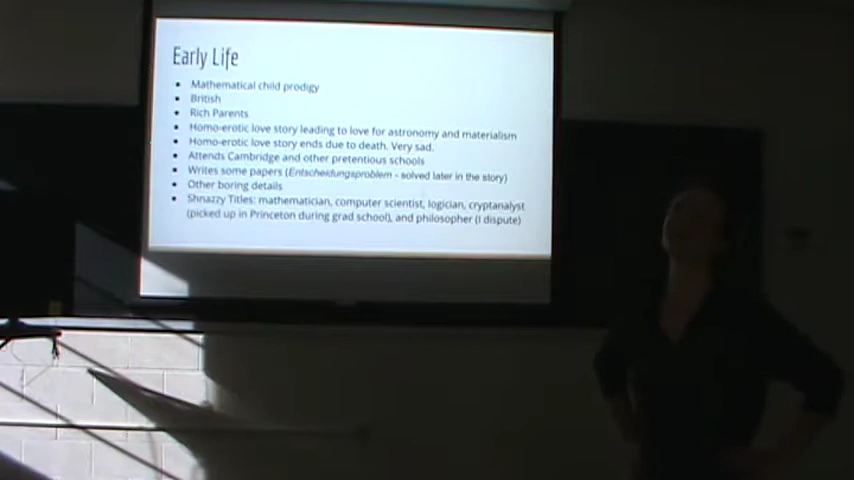 Early Life
Mathematical child prodigy
British
Rich Parents
Homo-erotic love story leading to love for astronomy and materialism
Homo-erotic love story ends due to death. Very sad.
Attends Cambridge and other pretentious schools
Writes some papers (Entscheidungsproblem - solved later in the story)
Other boring details
Shnazzy Titles: mathematician, computer scientist, logician, cryptanalyst
(picked up in Princeton during grad school), and philosopher (I dispute)